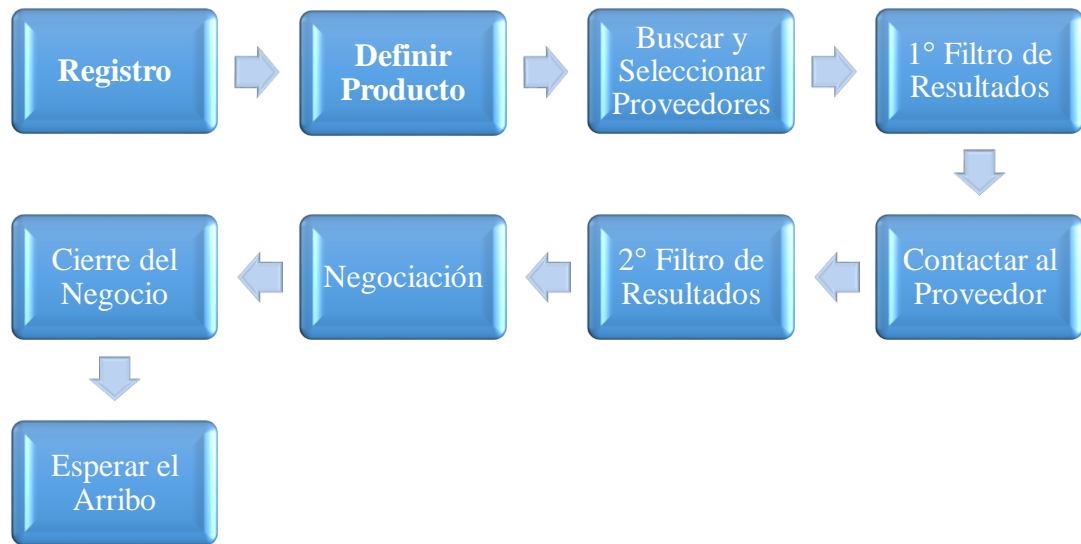 Registro
Definir
Producto
Buscar y
Seleccionar
Proveedores
1° Filtro de
Resultados
Contactar al
Proveedor
2° Filtro de
Resultados
Negociación
Cierre del
Negocio
Esperar el
Arribo